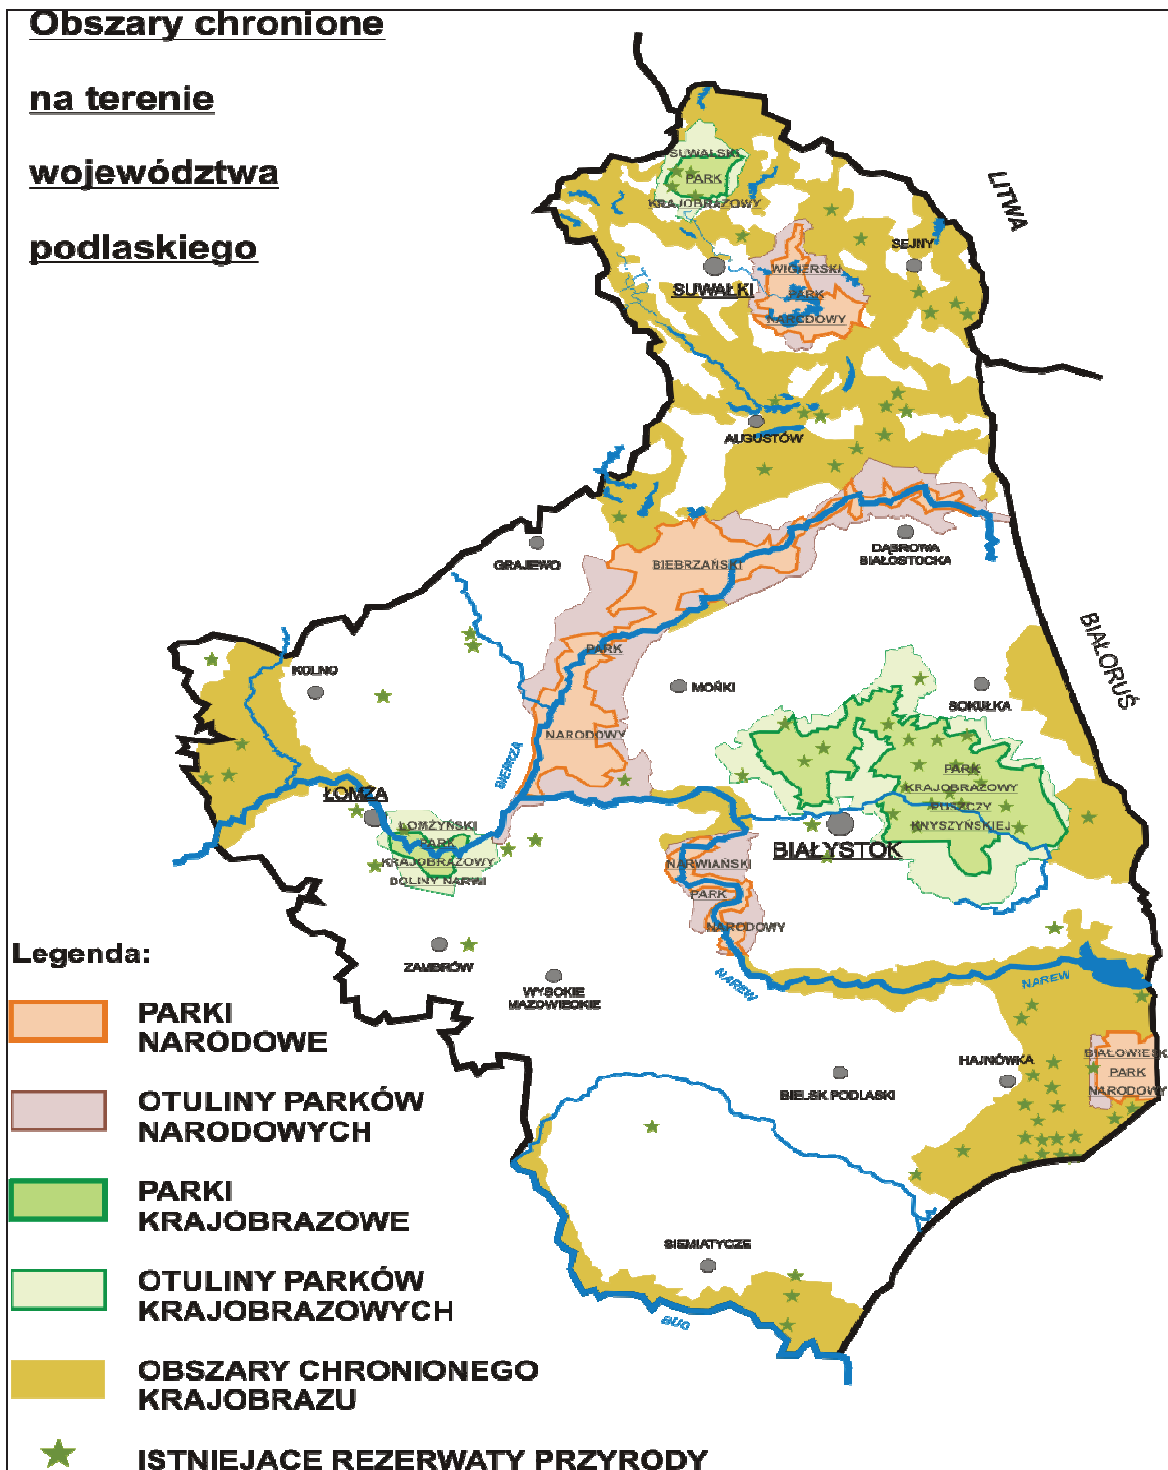 Obszary chronione
na terenie
województwa
podlaskiego
LITWA
SUWALSKI
PARK
KRAJOBRAZOWY
SEJNY
SUWAŁKI
WIGIERSKI
PARK
NARODOWY
AUGUSTÓW
DĄBROWA
BIAŁOSTOCKA
GRAJEWO
BIEBRZAŃSKI
PARK
NARODOWY
BIAŁORUŚ
KOLNO
MOŃKI
SOKÓŁKA
BIEBRZA
ŁOMŻA
ŁOMŻYŃSKI
PARK
KRAJOBRAZOWY
DOLINY NARWI
PARK
KRAJOBRAZOWY
PUSZCZY
KNYSZYŃSKIEJ
BIAŁYSTOK
NARWIAŃSKI
PARK
NARODOWY
ZAMBRÓW
WYSOKIE
MAZOWIECKIE
NAREW
NAREW
HAJNÓWKA
BIAŁOWIESKI
PARK
NARODOWY
BIELSK PODLASKI
SIEMIATYCZE
BUG
Legenda:
PARKI
NARODOWE
OTULINY PARKÓW
NARODOWYCH
PARKI
KRAJOBRAZOWE
OTULINY PARKÓW
KRAJOBRAZOWYCH
OBSZARY CHRONIONEGO
KRAJOBRAZU
ISTNIEJACE REZERWATY PRZYRODY